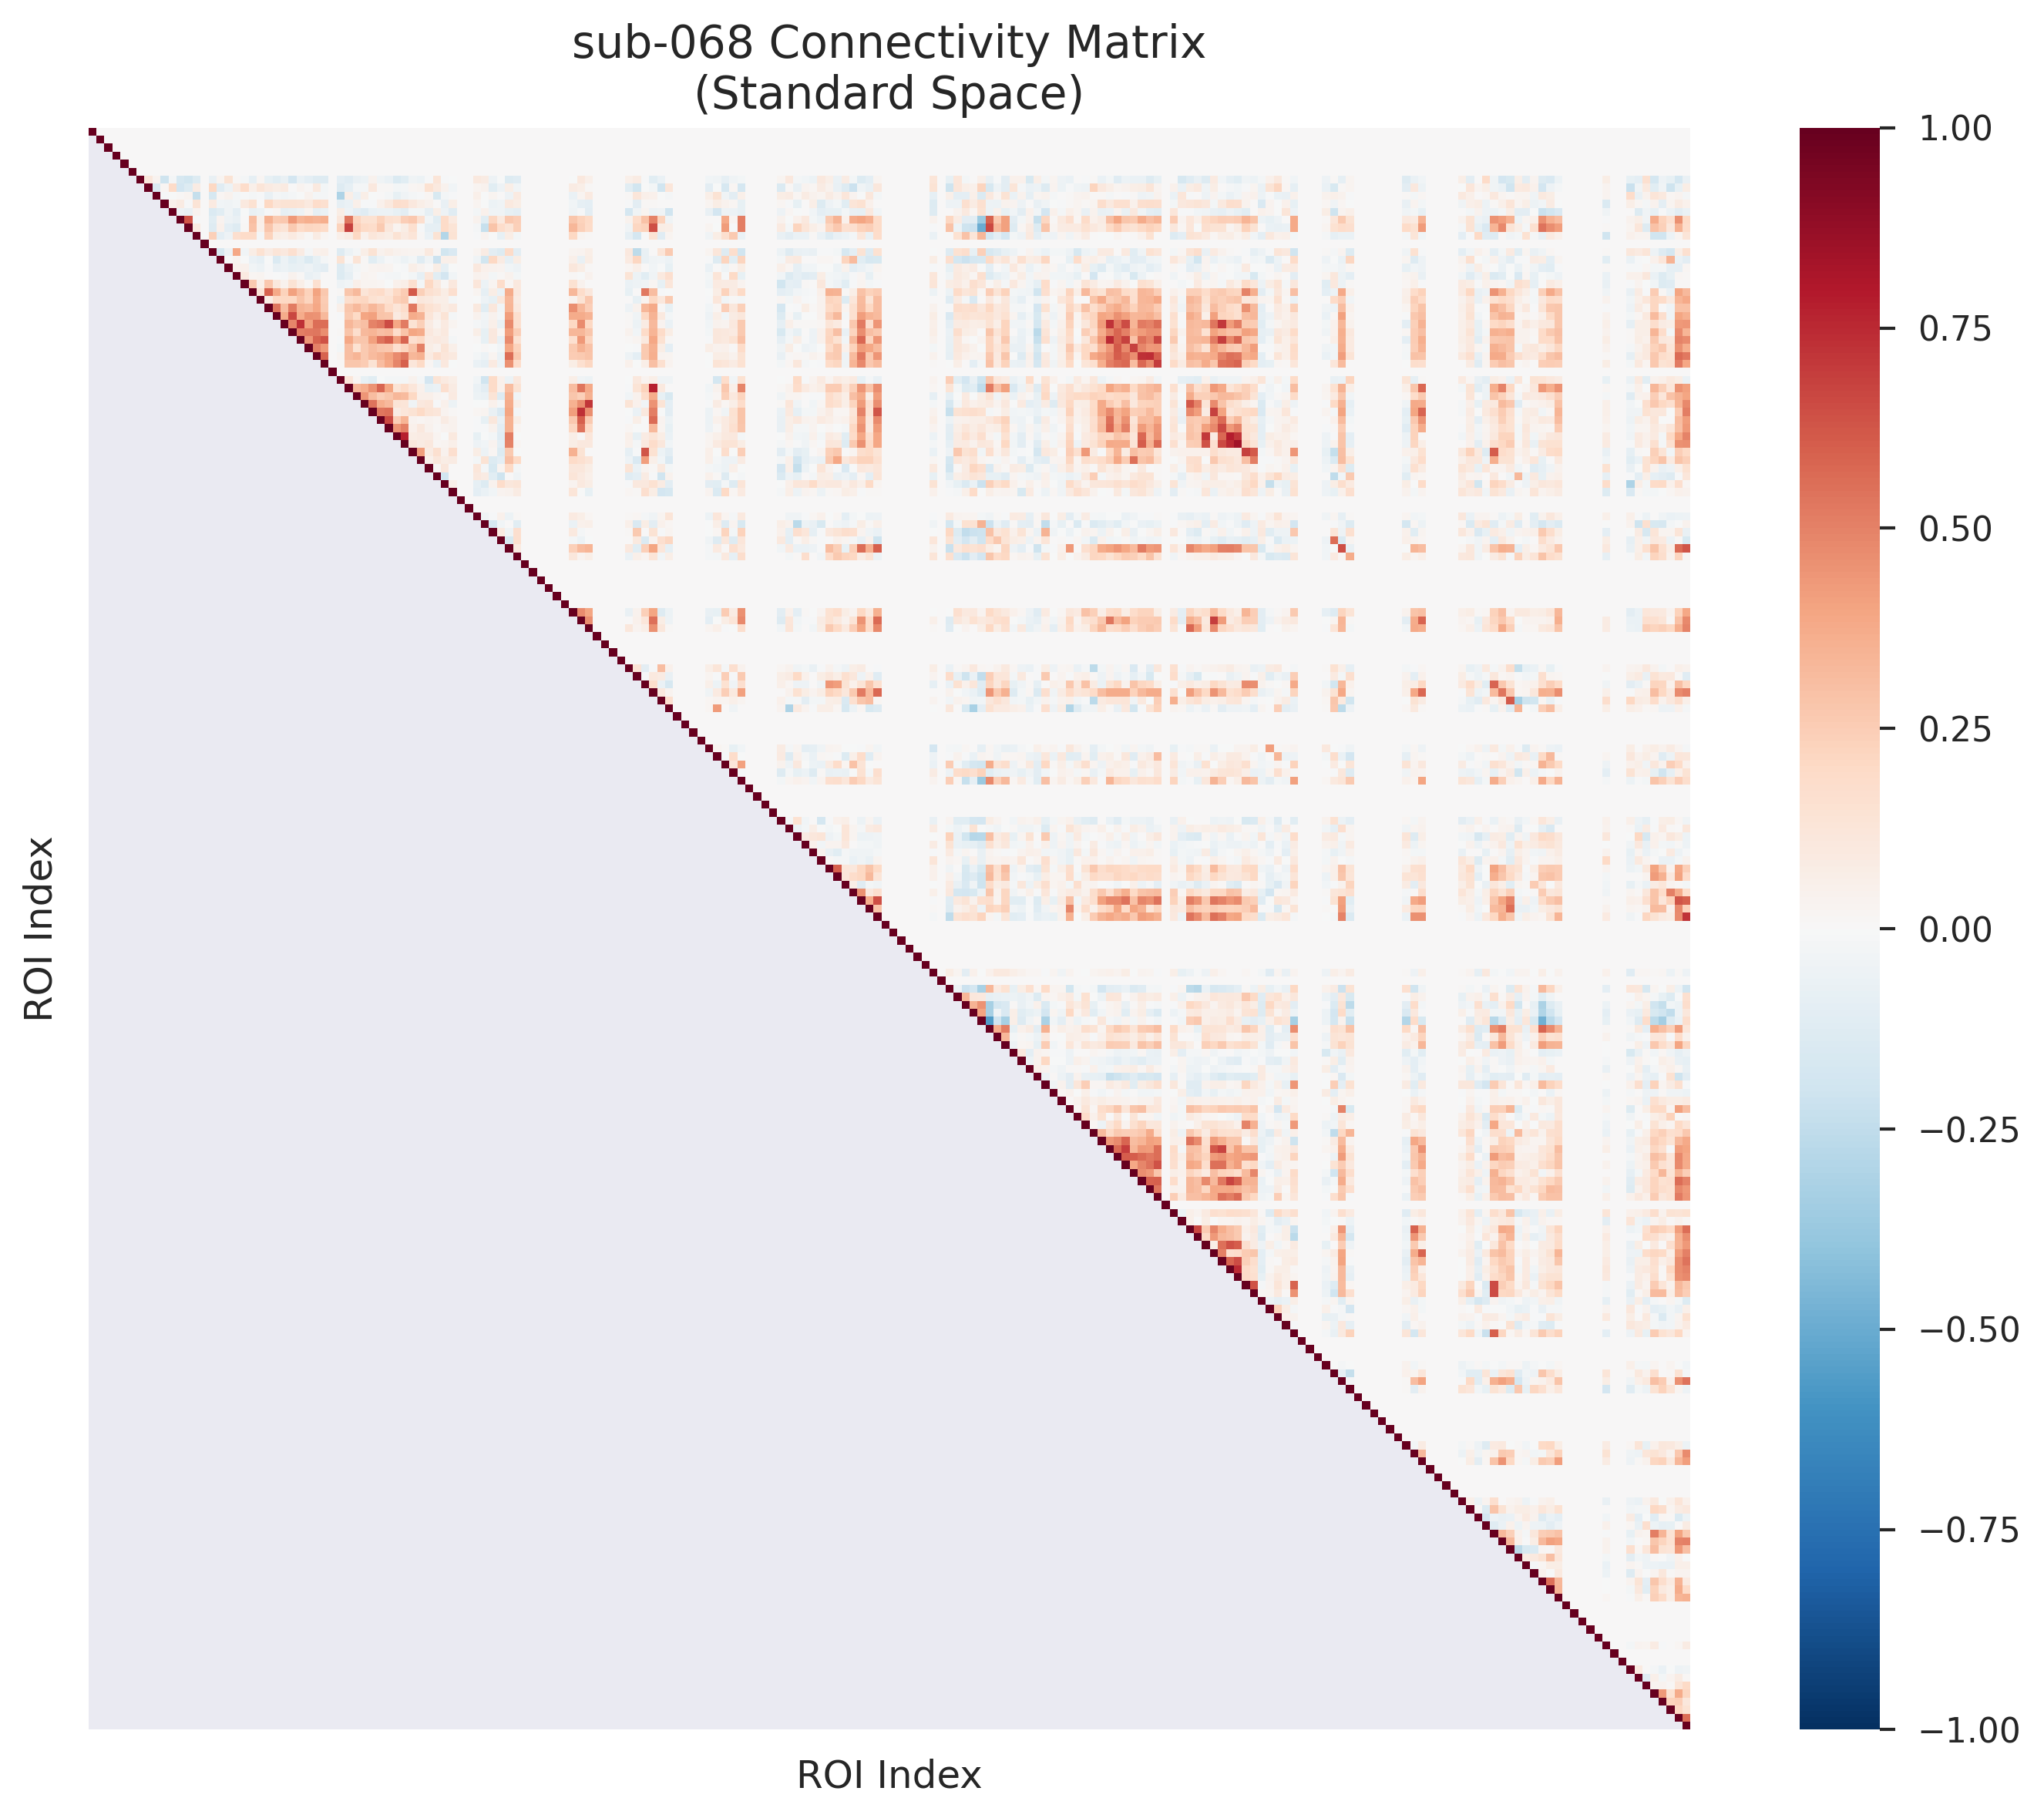 sub-068 Connectivity Matrix
(Standard Space)
ROI Index
ROI Index
1.00
0.75
0.50
0.25
0.00
−0.25
−0.50
−0.75
−1.00